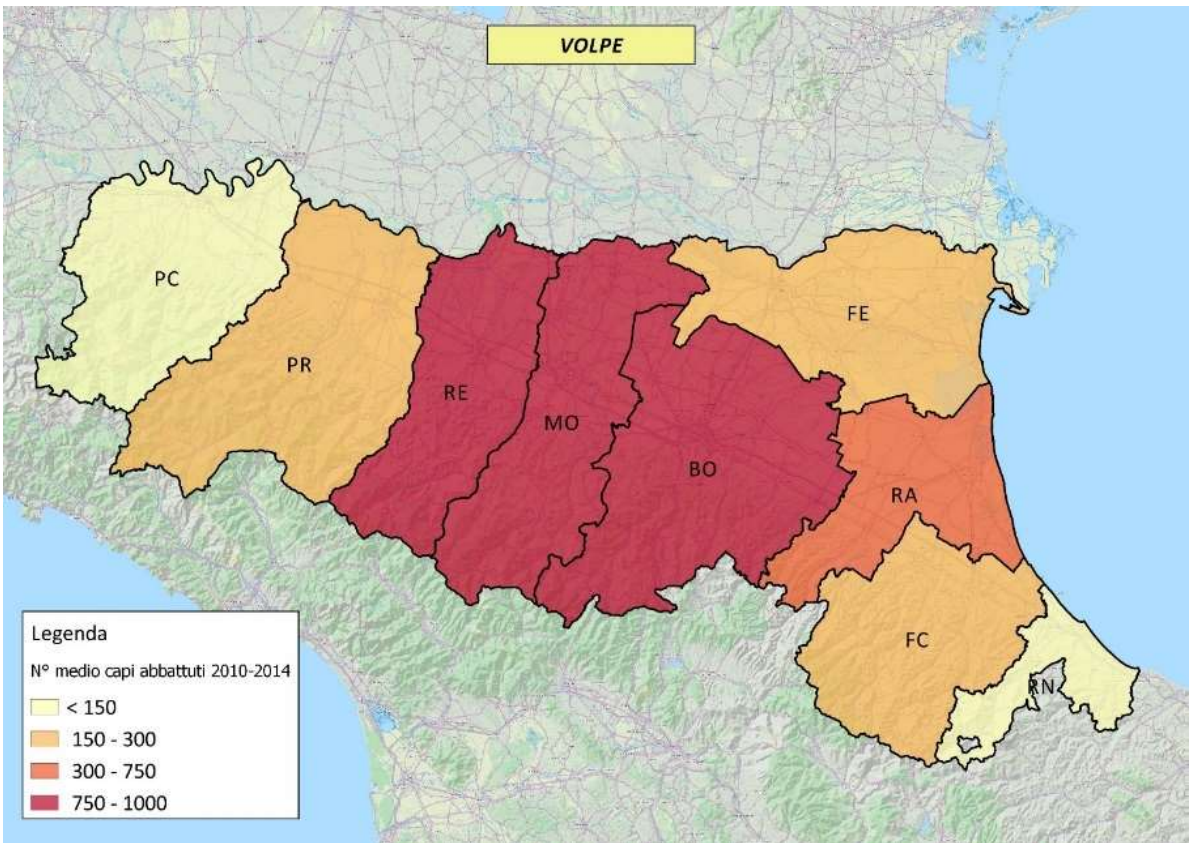 VOLPE
PC
PR
RE
MO
BO
FE
RA
FC
RN
Legenda
N° medio capi abbattuti 2010-2014
< 150
150 - 300
300 - 750
750 - 1000